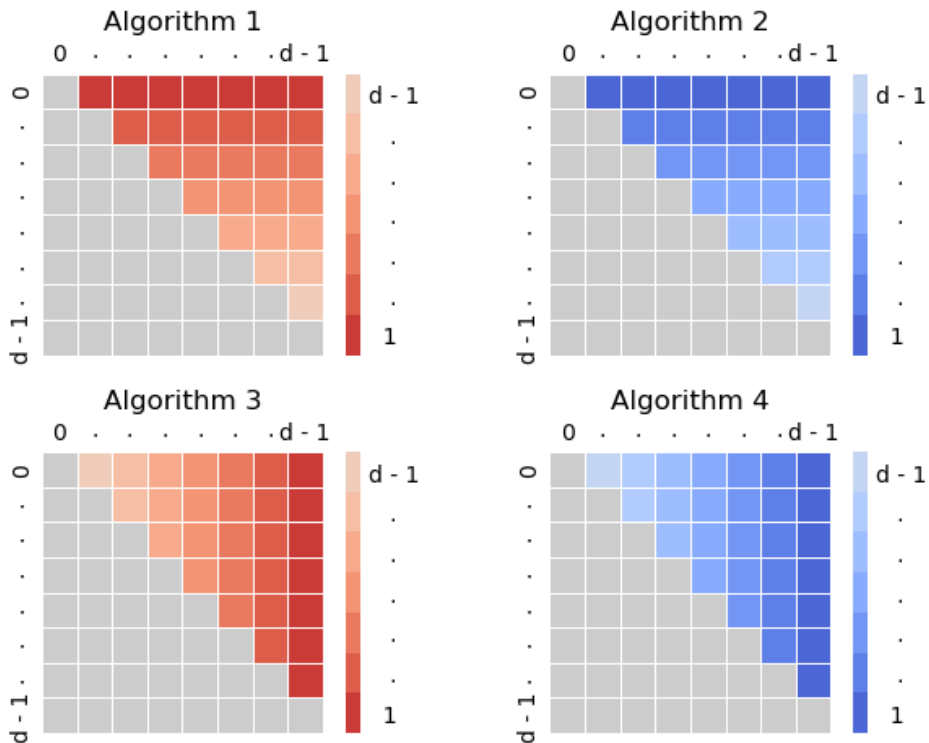 Algorithm 1
0 . . . . . . d - 1
0 . . . . . . d - 1
d - 1
.
.
.
1
Algorithm 2
0 . . . . . . d - 1
0 . . . . . . d - 1
d - 1
.
.
.
1
Algorithm 3
0 . . . . . . d - 1
0 . . . . . . d - 1
d - 1
.
.
.
1
Algorithm 4
0 . . . . . . d - 1
0 . . . . . . d - 1
d - 1
.
.
.
1